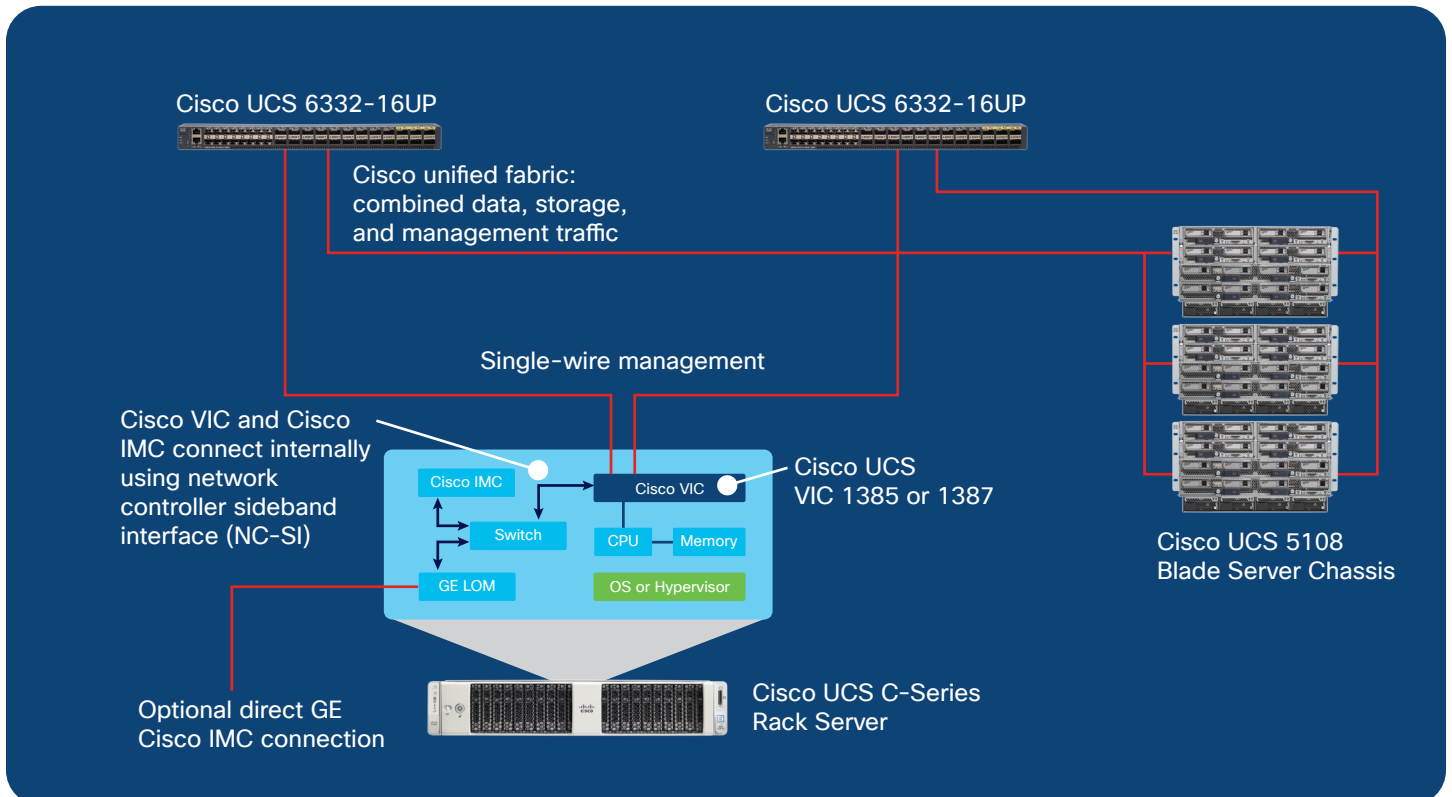 Cisco UCS 6332-16UP
Cisco UCS 6332-16UP
Cisco unified fabric:
combined data, storage,
and management traffic
Single-wire management
Cisco VIC and Cisco
IMC connect internally
using network
controller sideband
interface (NC-SI)
Cisco IMC
Cisco VIC
Switch
CPU
Memory
GE LOM
OS or Hypervisor
Cisco UCS
VIC 1385 or 1387
Cisco UCS 5108
Blade Server Chassis
Optional direct GE
Cisco IMC connection
Cisco UCS C-Series
Rack Server